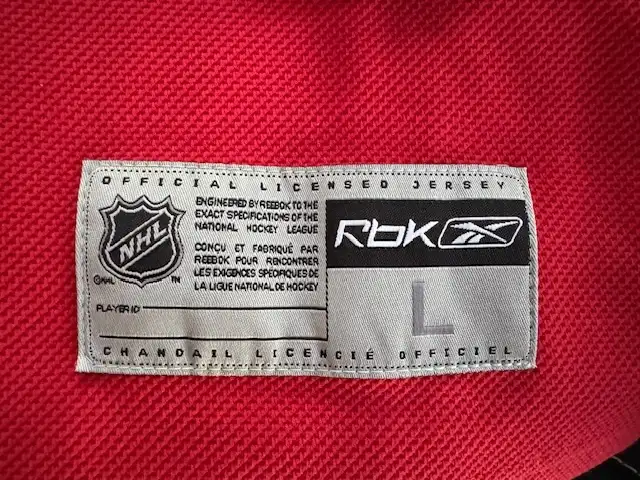 OFFICIAL LICENSED JERSEY
NHL
©NHL
TM
ENGINEERED BY REEBOK TO THE
EXACT SPECIFICATIONS OF THE
NATIONAL HOCKEY LEAGUE
CONÇU ET FABRIQUÉ PAR
REEBOK POUR RENCONTRER
LES EXIGENCES SPÉCIFIQUES DE
LA LIGUE NATIONAL DE HOCKEY
PLAYER ID
RbK
L
CHANDAIL LICENCIÉ OFFICIEL